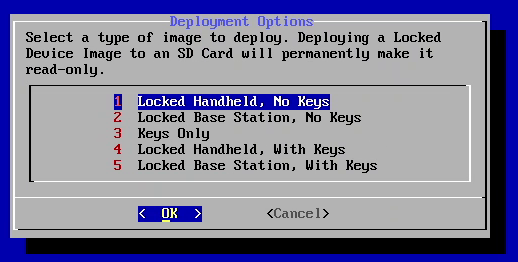 Deployment Options
Select a type of image to deploy. Deploying a Locked
Device Image to an SD Card will permanently make it
read-only.
1 Locked Handheld, No Keys
2 Locked Base Station, No Keys
3 Keys Only
4 Locked Handheld, With Keys
5 Locked Base Station, With Keys
< OK > <Cancel>